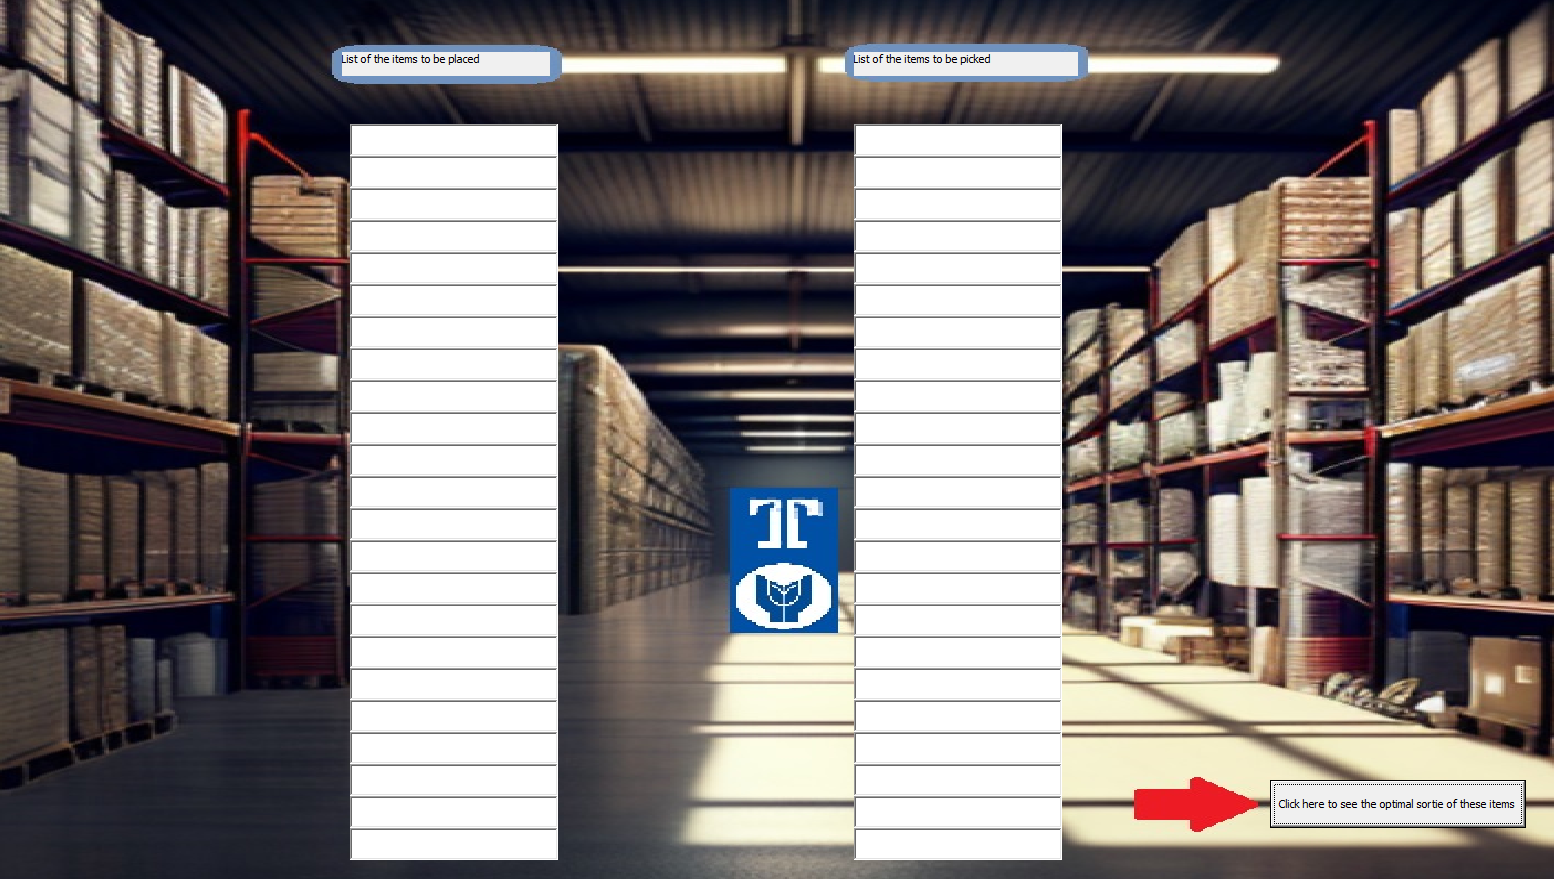 List of the items to be placed
List of the items to be picked
Click here to see the optimal sortie of these items